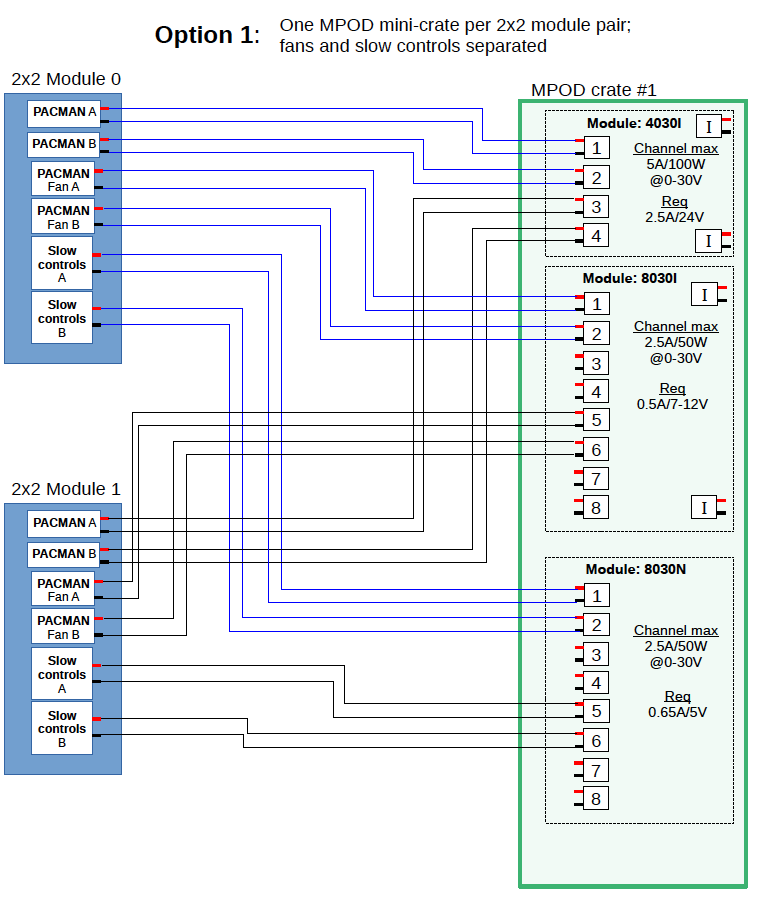 Option 1:
One MPOD mini-crate per 2x2 module pair;
fans and slow controls separated
2x2 Module 0
PACMAN A
PACMAN B
PACMAN
Fan A
PACMAN
Fan B
Slow
controls
A
Slow
controls
B
2x2 Module 1
PACMAN A
PACMAN B
PACMAN
Fan A
PACMAN
Fan B
Slow
controls
A
Slow
controls
B
MPOD crate #1
Module: 4030I
I
1
2
3
4
Channel max
5A/100W
@0-30V
Req
2.5A/24V
I
Module: 8030I
I
1
2
3
4
5
6
7
8
Channel max
2.5A/50W
@0-30V
Req
0.5A/7-12V
I
Module: 8030N
1
2
3
4
5
6
7
8
Channel max
2.5A/50W
@0-30V
Req
0.65A/5V